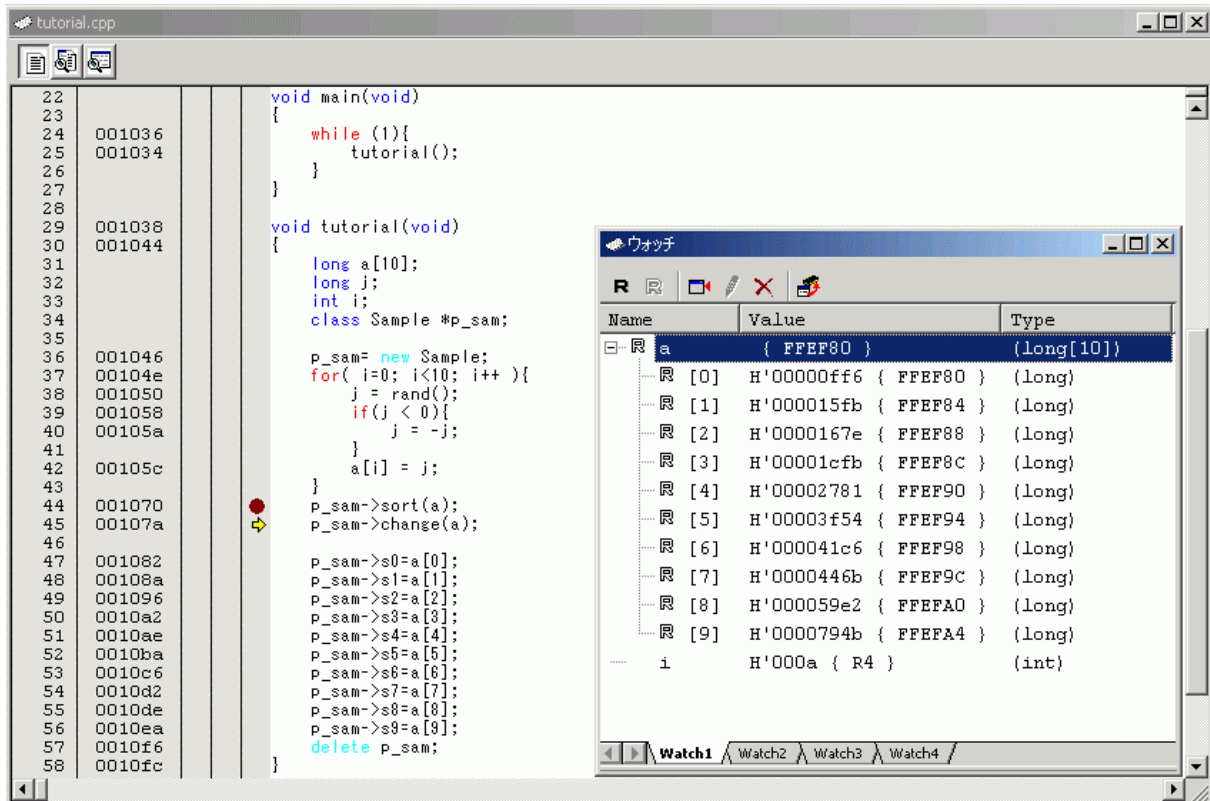 tutorial.cpp
22 void main(void)
23 {
24 001036 while (1){
25 001034 tutorial();
26 }
27 }
28
29 001038 void tutorial(void)
30 001044 {
31 long a[10];
32 long j;
33 int i;
34 class Sample *p_sam;
35
36 001046 p_sam= new Sample;
37 00104e for( i=0; i<10; i++ ){
38 001050 j = rand();
39 001058 if(j < 0){
40 00105a j = -j;
41 }
42 00105c a[i] = j;
43 }
44 001070 p_sam->sort(a);
45 00107a p_sam->change(a);
46
47 001082 p_sam->s0=a[0];
48 00108a p_sam->s1=a[1];
49 001096 p_sam->s2=a[2];
50 0010a2 p_sam->s3=a[3];
51 0010ae p_sam->s4=a[4];
52 0010ba p_sam->s5=a[5];
53 0010c6 p_sam->s6=a[6];
54 0010d2 p_sam->s7=a[7];
55 0010de p_sam->s8=a[8];
56 0010ea p_sam->s9=a[9];
57 0010f6 delete p_sam;
58 0010fc }
ウォッチ
R R
Name Value Type
R a { FFEF80 } (long[10])
R [0] H'00000ff6 { FFEF80 } (long)
R [1] H'000015fb { FFEF84 } (long)
R [2] H'0000167e { FFEF88 } (long)
R [3] H'00001cfb { FFEF8C } (long)
R [4] H'00002781 { FFEF90 } (long)
R [5] H'00003f54 { FFEF94 } (long)
R [6] H'000041c6 { FFEF98 } (long)
R [7] H'0000446b { FFEF9C } (long)
R [8] H'000059e2 { FFEFA0 } (long)
R [9] H'0000794b { FFEFA4 } (long)
i H'000a { R4 } (int)
Watch1 Watch2 Watch3 Watch4